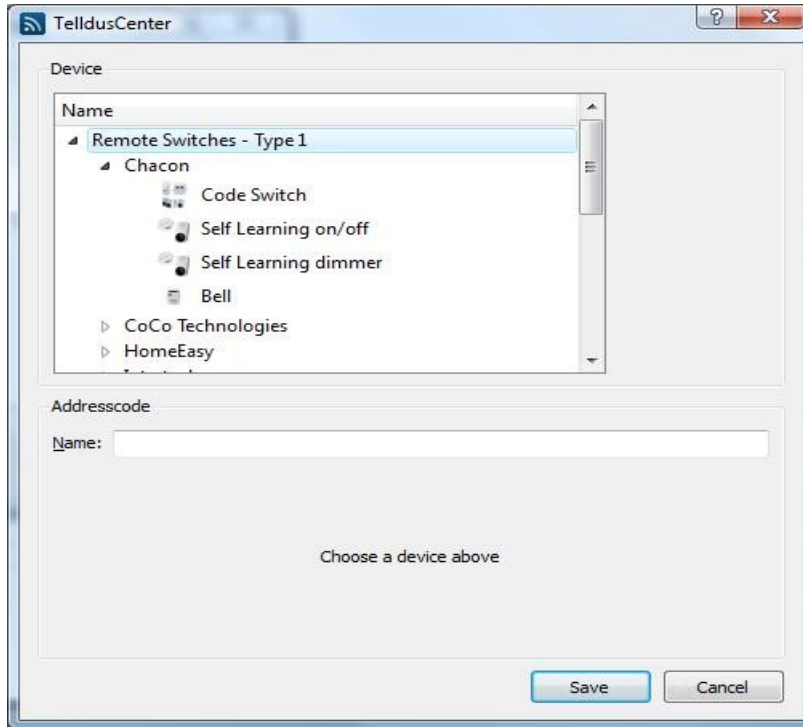 TelldusCenter
Device
Name
Remote Switches - Type 1
Chacon
Code Switch
Self Learning on/off
Self Learning dimmer
Bell
CoCo Technologies
HomeEasy
Addresscode
Name:
Choose a device above
Save Cancel